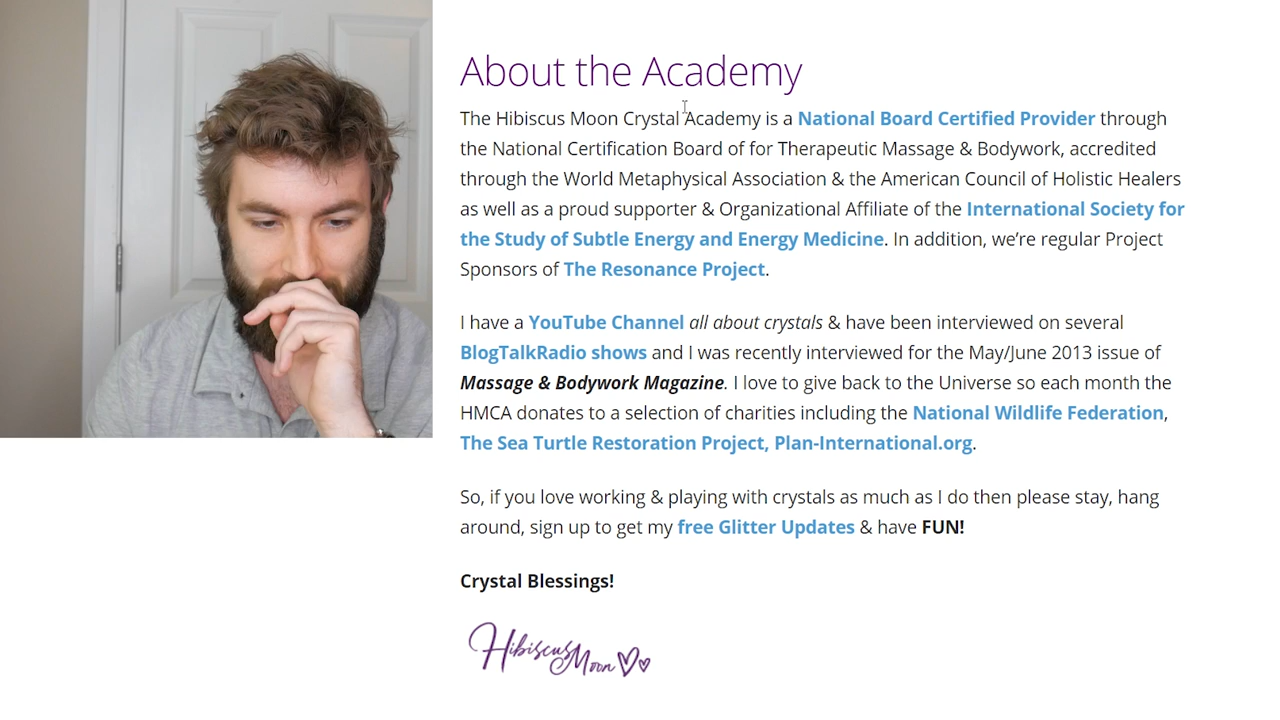 About the Academy
The Hibiscus Moon Crystal Academy is a National Board Certified Provider through
the National Certification Board of for Therapeutic Massage & Bodywork, accredited
through the World Metaphysical Association & the American Council of Holistic Healers
as well as a proud supporter & Organizational Affiliate of the International Society for
the Study of Subtle Energy and Energy Medicine. In addition, we’re regular Project
Sponsors of The Resonance Project.
I have a YouTube Channel all about crystals & have been interviewed on several
BlogTalkRadio shows and I was recently interviewed for the May/June 2013 issue of
Massage & Bodywork Magazine. I love to give back to the Universe so each month the
HMCA donates to a selection of charities including the National Wildlife Federation,
The Sea Turtle Restoration Project, Plan-International.org.
So, if you love working & playing with crystals as much as I do then please stay, hang
around, sign up to get my free Glitter Updates & have FUN!
Crystal Blessings!
Hibiscus Moon